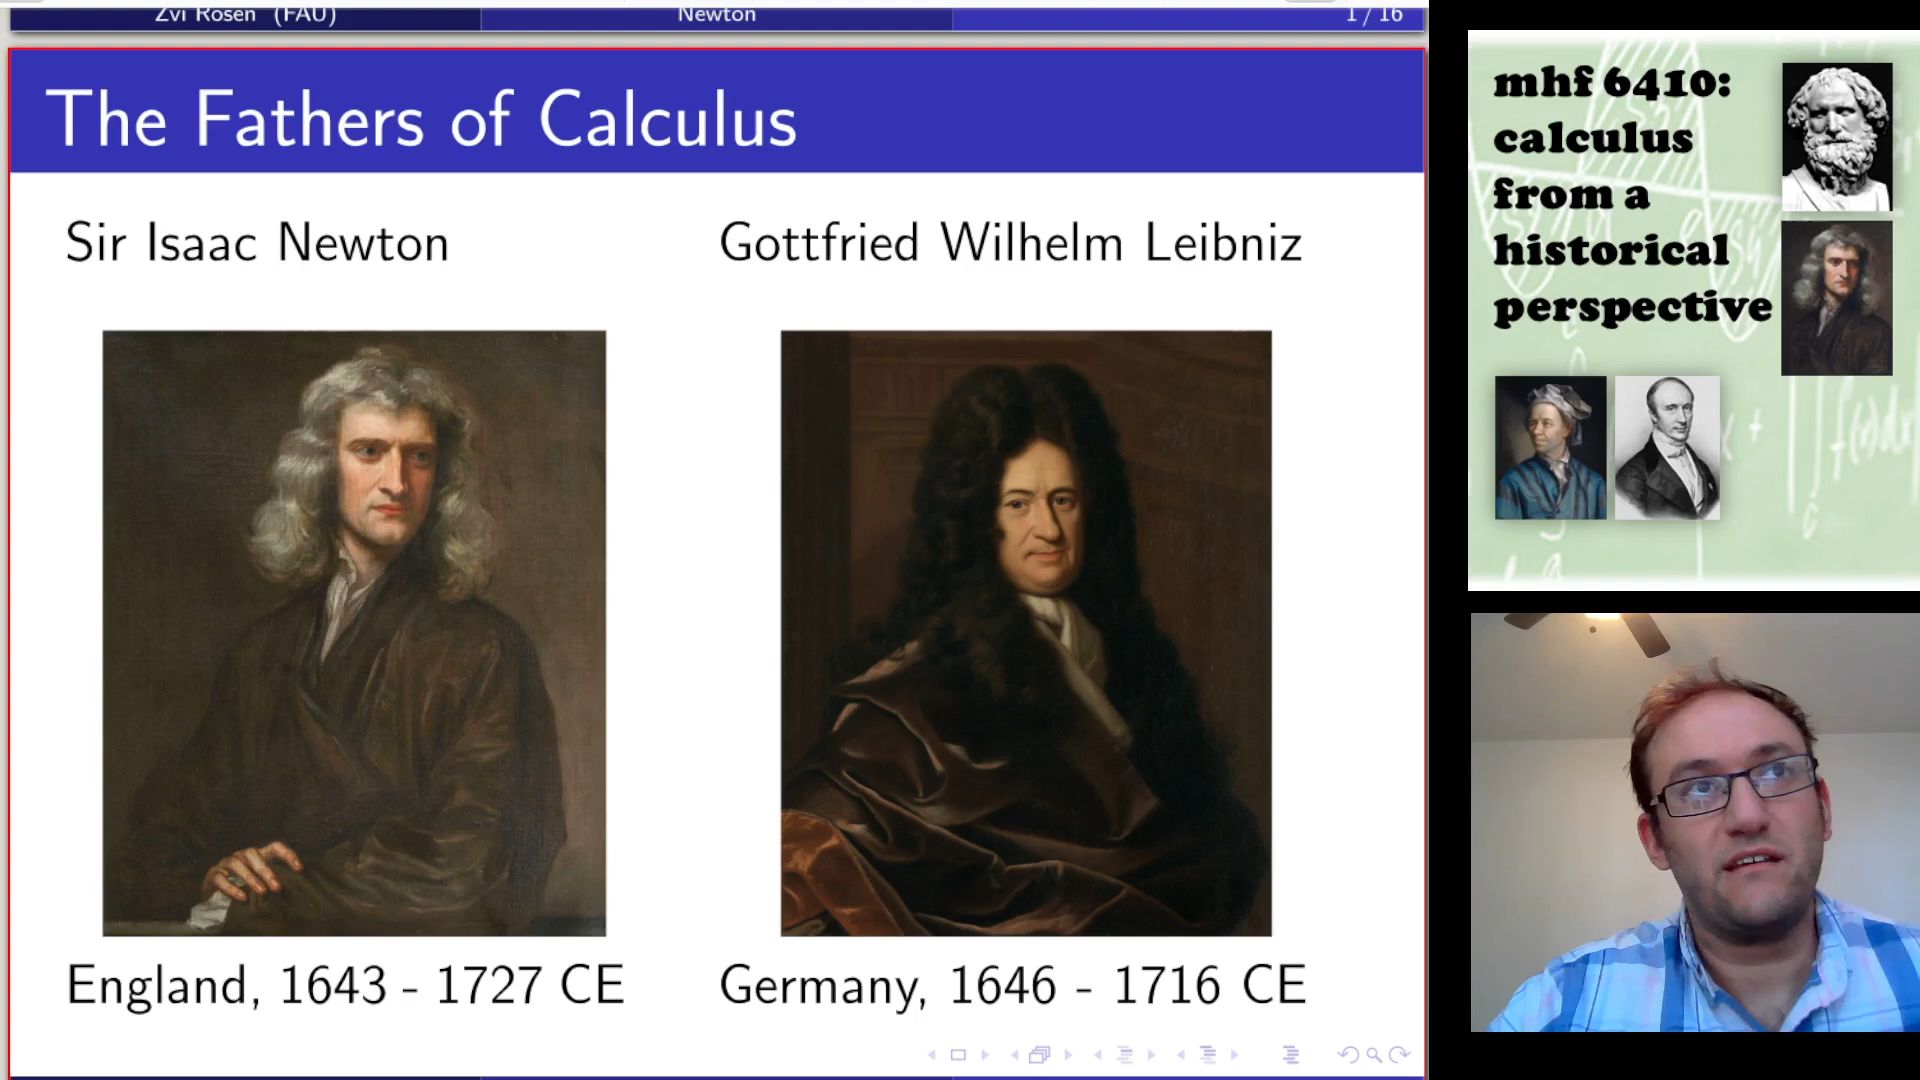 Zvi Rosen (FAU) Newton 1 / 16
The Fathers of Calculus
Sir Isaac Newton
Gottfried Wilhelm Leibniz
England, 1643 - 1727 CE
Germany, 1646 - 1716 CE
mhf 6410:
calculus
from a
historical
perspective